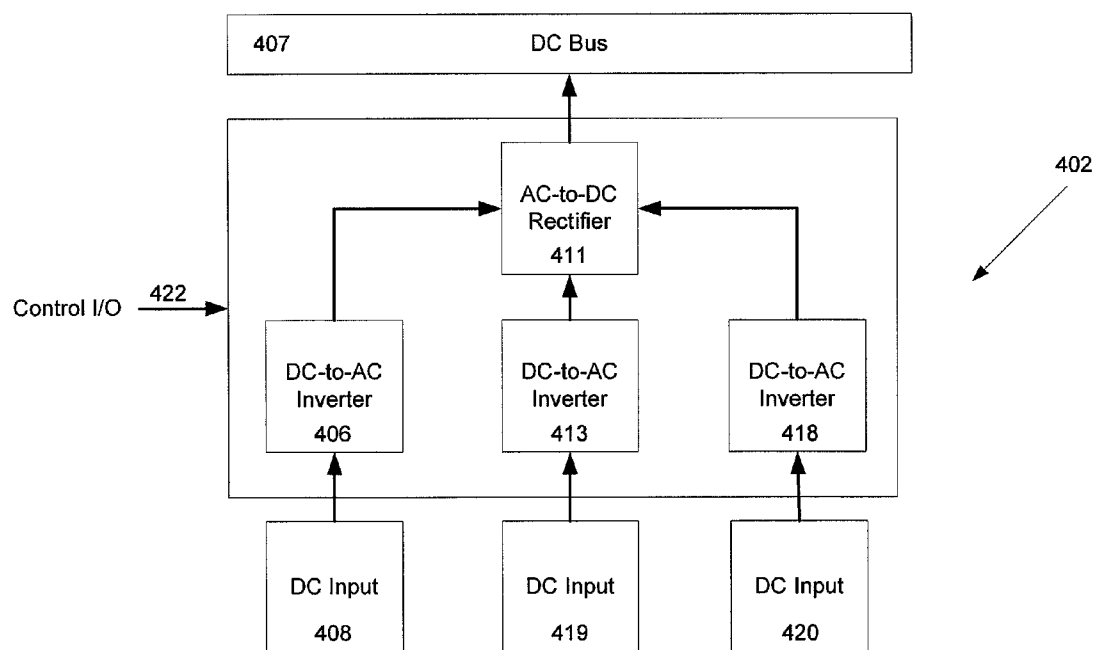 407 DC Bus
402
AC-to-DC
Rectifier
411
Control I/O 422
DC-to-AC
Inverter
406
DC-to-AC
Inverter
413
DC-to-AC
Inverter
418
DC Input
408
DC Input
419
DC Input
420